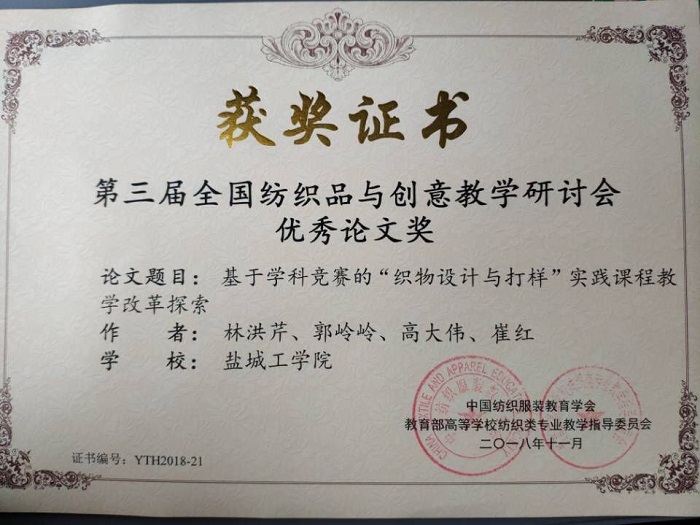 获奖证书
第三届全国纺织品与创意教学研讨会
优秀论文奖
论文题目：基于学科竞赛的“织物设计与打样”实践课程教
学改革探索
作 者：林洪芹、郭岭岭、高大伟、崔红
学 校：盐城工学院
中国纺织服装教育学会
教育部高等学校纺织类专业教学指导委员会
二〇一八年十一月
证书编号：YTH2018-21